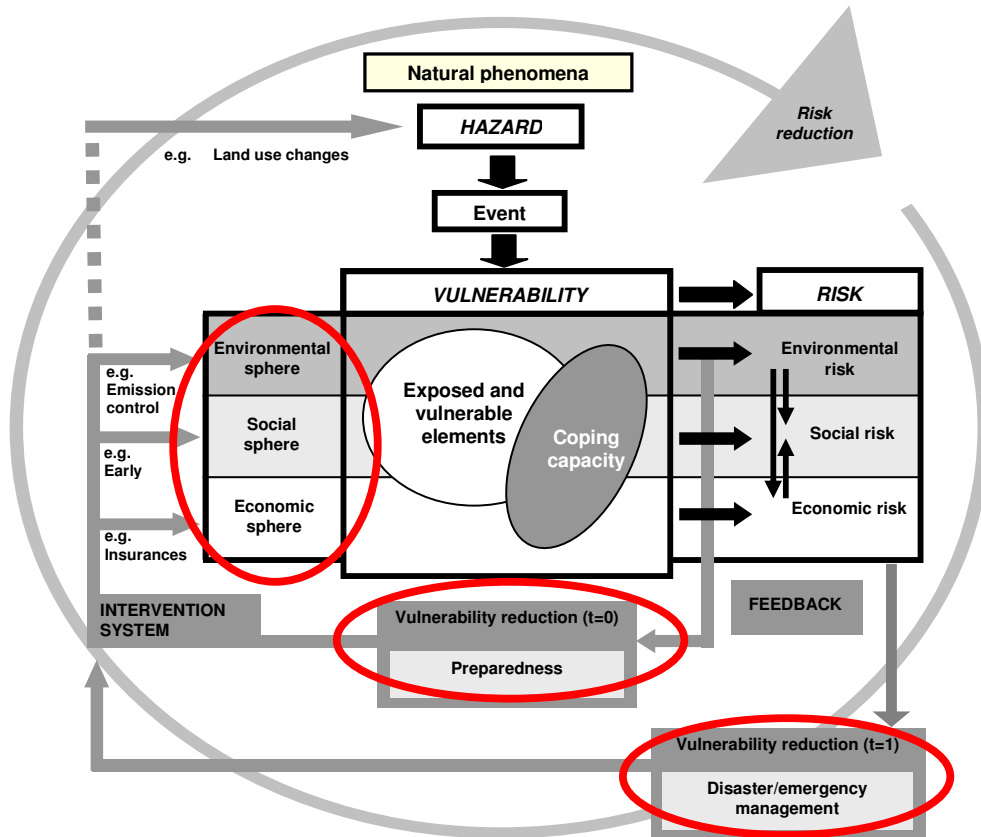 Natural phenomena
HAZARD
Risk
reduction
e.g. Land use changes
Event
VULNERABILITY
RISK
Environmental
sphere
Environmental
risk
e.g.
Emission
control
Exposed and
vulnerable
elements
Social
sphere
Coping
capacity
Social risk
e.g.
Early
Economic
sphere
Economic risk
e.g.
Insurances
INTERVENTION
SYSTEM
Vulnerability reduction (t=0)
Preparedness
FEEDBACK
Vulnerability reduction (t=1)
Disaster/emergency
management